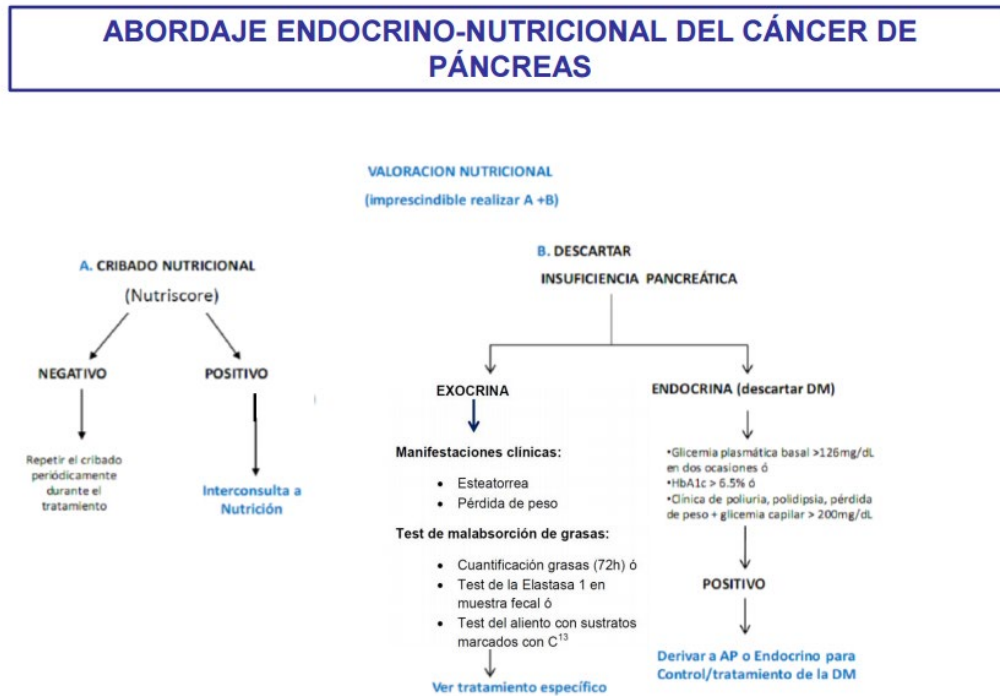 ABORDAJE ENDOCRINO-NUTRICIONAL DEL CÁNCER DE
PÁNCREAS
VALORACION NUTRICIONAL
(imprescindible realizar A +B)
A. CRIBADO NUTRICIONAL
(Nutriscore)
NEGATIVO
POSITIVO
Repetir el cribado
periódicamente
durante el
tratamiento
Interconsulta a
Nutrición
B. DESCARTAR
INSUFICIENCIA PANCREÁTICA
EXOCRINA
Manifestaciones clínicas:
• Esteatorrea
• Pérdida de peso
Test de malabsorción de grasas:
• Cuantificación grasas (72h) ó
• Test de la Elastasa 1 en
muestra fecal ó
• Test del aliento con sustratos
marcados con C¹³
Ver tratamiento específico
ENDOCRINA (descartar DM)
•Glicemia plasmática basal >126mg/dL
en dos ocasiones ó
•HbA1c > 6.5% ó
•Clínica de poliuria, polidipsia, pérdida
de peso + glicemia capilar > 200mg/dL
POSITIVO
Derivar a AP o Endocrino para
Control/tratamiento de la DM